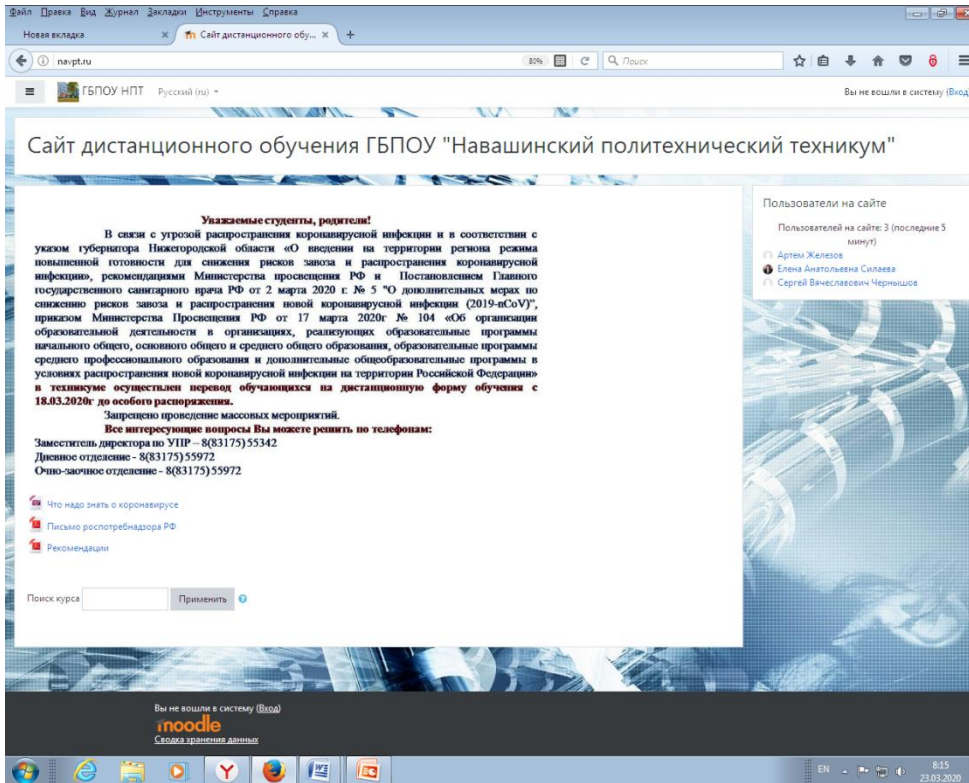 Файл Правка Вид Журнал Закладки Инструменты Справка
Новая вкладка × Сайт дистанционного обу... × +
navpt.ru 80% Поиск
ГБПОУ НПТ Русский (ru) Вы не вошли в систему (Вход)
Сайт дистанционного обучения ГБПОУ "Навашинский политехнический техникум"
Уважаемые студенты, родители!
В связи с угрозой распространения коронавирусной инфекции и в соответствии с
указом губернатора Нижегородской области «О введении на территории региона режима
повышенной готовности для снижения рисков завоза и распространения коронавирусной
инфекции», рекомендациями Министерства просвещения РФ и Постановлением Главного
государственного санитарного врача РФ от 2 марта 2020 г. № 5 "О дополнительных мерах по
снижению рисков завоза и распространения новой коронавирусной инфекции (2019-nCoV)",
приказом Министерства Просвещения РФ от 17 марта 2020г № 104 «Об организации
образовательной деятельности в организациях, реализующих образовательные программы
начального общего, основного общего и среднего общего образования, образовательные программы
среднего профессионального образования и дополнительные общеобразовательные программы в
условиях распространения новой коронавирусной инфекции на территории Российской Федерации»
в техникуме осуществлен перевод обучающихся на дистанционную форму обучения с
18.03.2020г до особого распоряжения.
Запрещено проведение массовых мероприятий.
Все интересующие вопросы Вы можете решить по телефонам:
Заместитель директора по УПР – 8(83175)55342
Дневное отделение - 8(83175)55972
Очно-заочное отделение - 8(83175)55972
Что надо знать о коронавирусе
Письмо роспотребнадзора РФ
Рекомендации
Поиск курса Применить
Пользователи на сайте
Пользователей на сайте: 3 (последние 5
минут)
Артем Железов
Елена Анатольевна Силаева
Сергей Вячеславович Чернышов
Вы не вошли в систему (Вход)
moodle
Сводка хранения данных
EN 8:15
23.03.2020